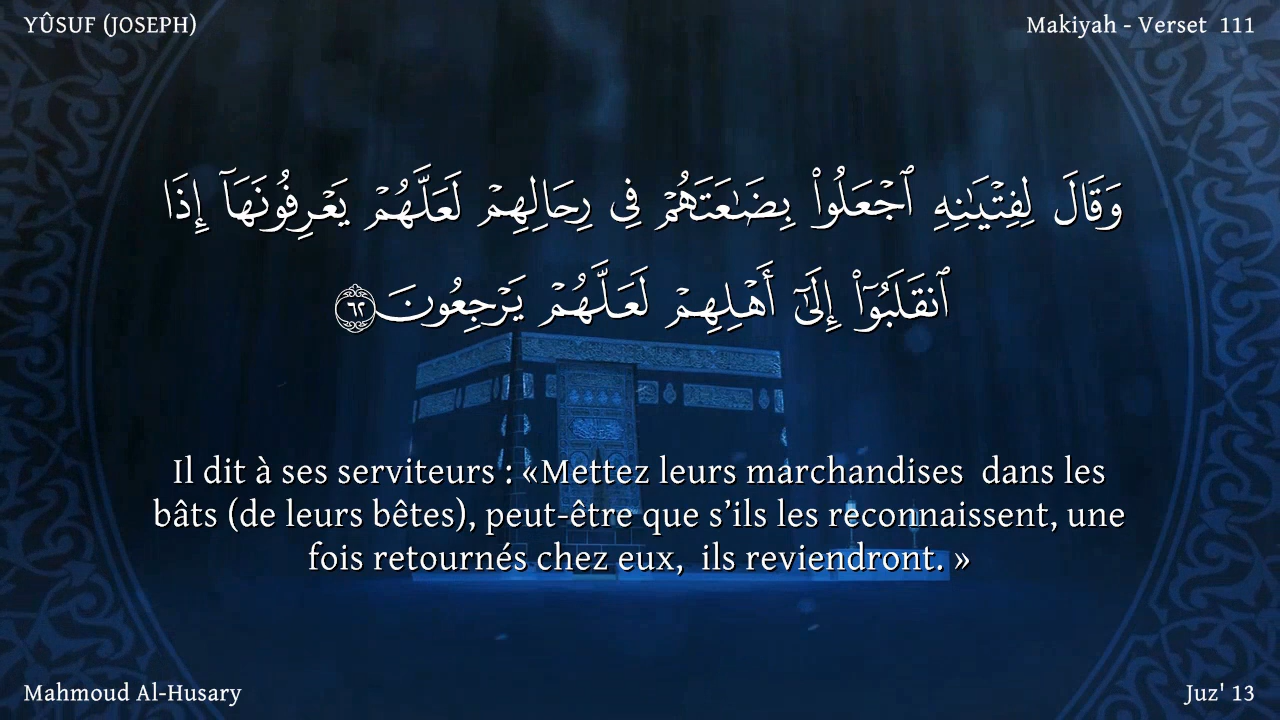 YÛSUF (JOSEPH)
Makiyah - Verset 111
وَقَالَ لِفِتْيَـٰنِهِ ٱجْعَلُوا۟ بِضَـٰعَتَهُمْ فِى رِحَالِهِمْ لَعَلَّهُمْ يَعْرِفُونَهَآ إِذَا
ٱنقَلَبُوٓا۟ إِلَىٰٓ أَهْلِهِمْ لَعَلَّهُمْ يَرْجِعُونَ ٦٢
Il dit à ses serviteurs : «Mettez leurs marchandises dans les
bâts (de leurs bêtes), peut-être que s’ils les reconnaissent, une
fois retournés chez eux, ils reviendront. »
Mahmoud Al-Husary
Juz' 13